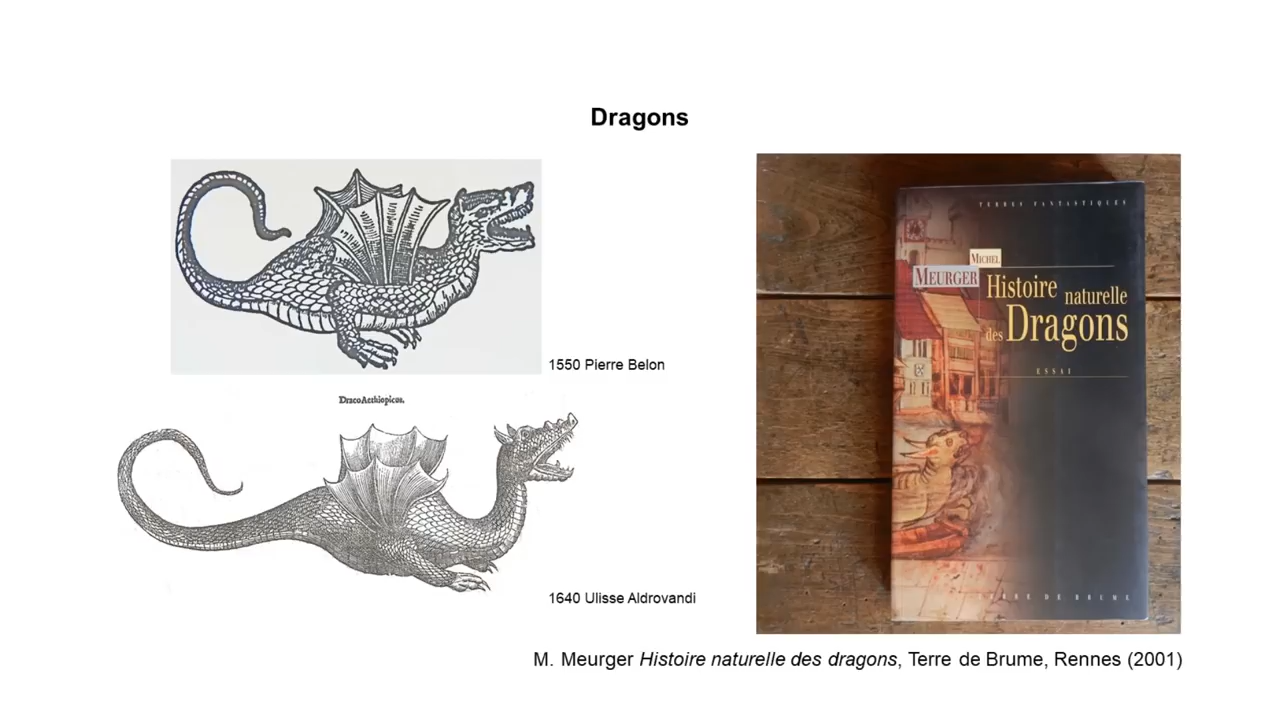 Dragons
1550 Pierre Belon
DracoAethiopicus.
1640 Ulisse Aldrovandi
TERRES FANTASTIQUES
MICHEL
MEURGER
Histoire naturelle
des Dragons
ESSAI
TERRE DE BRUME
M. Meurger Histoire naturelle des dragons, Terre de Brume, Rennes (2001)